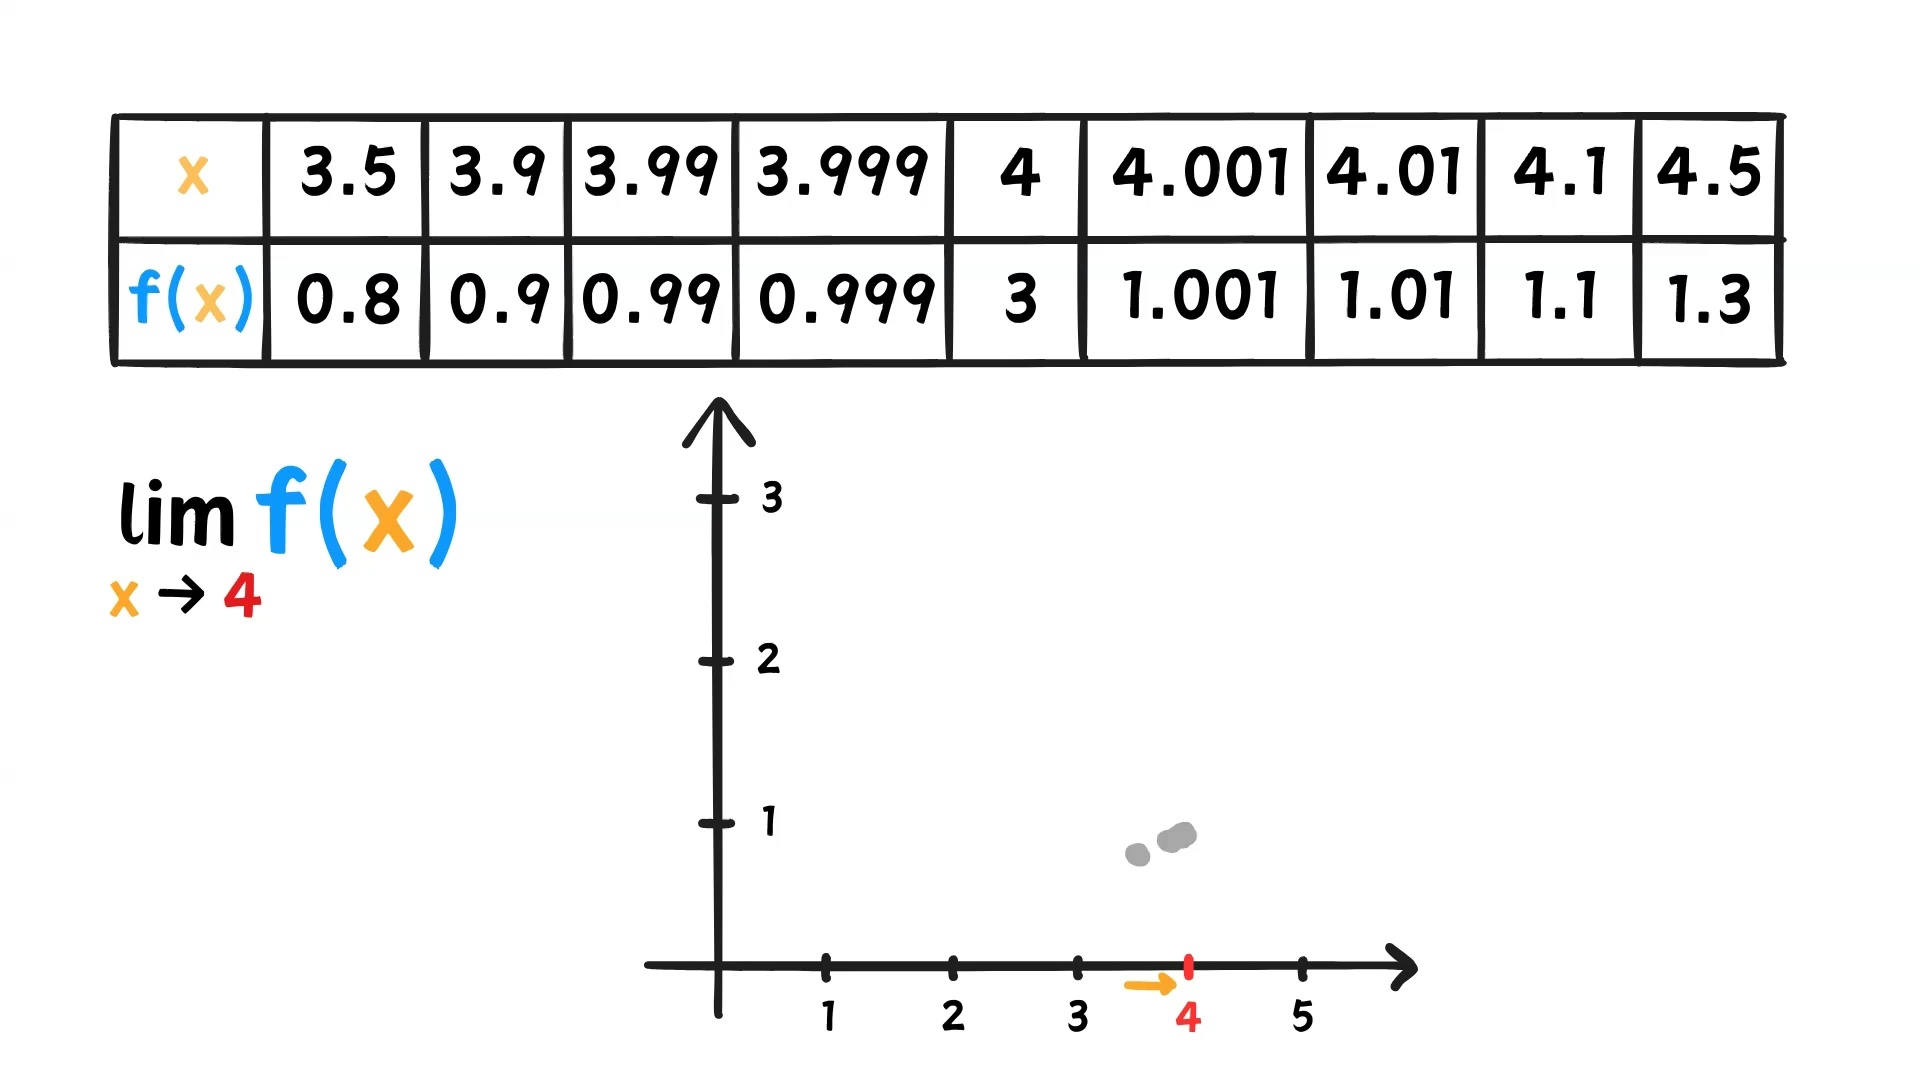 x 3.5 3.9 3.99 3.999 4 4.001 4.01 4.1 4.5
f(x) 0.8 0.9 0.99 0.999 3 1.001 1.01 1.1 1.3
lim f(x)
x → 4
3
2
1
1 2 3 4 5